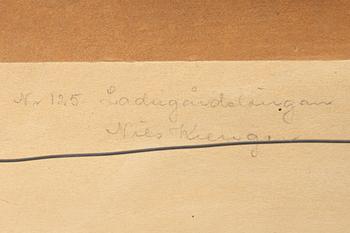 Nr 125. Ladugårdslängan
Nils Kreuger